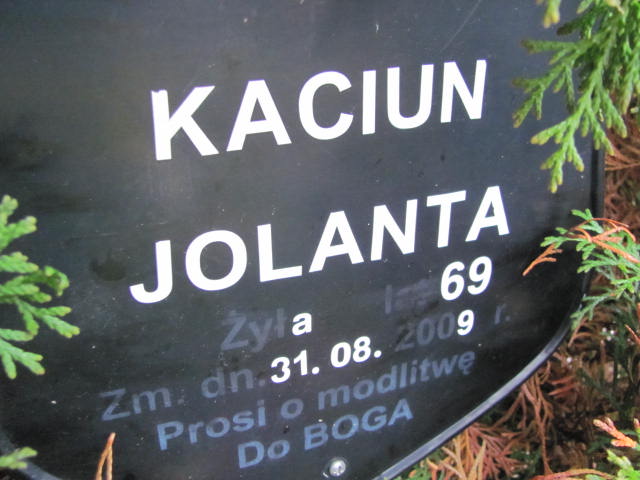 KACIUN
JOLANTA
Żyła lat 69
Zm. dn. 31. 08. 2009 r.
Prosi o modlitwę
Do BOGA